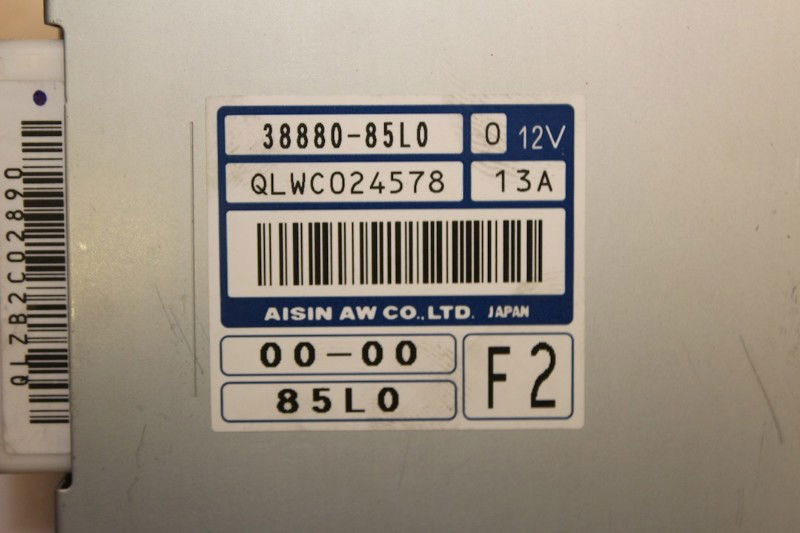 38880-85L0 0 12V
QLWC024578 13A
AISIN AW CO.,LTD. JAPAN
00-00
85L0
F2
QLZB2C02890